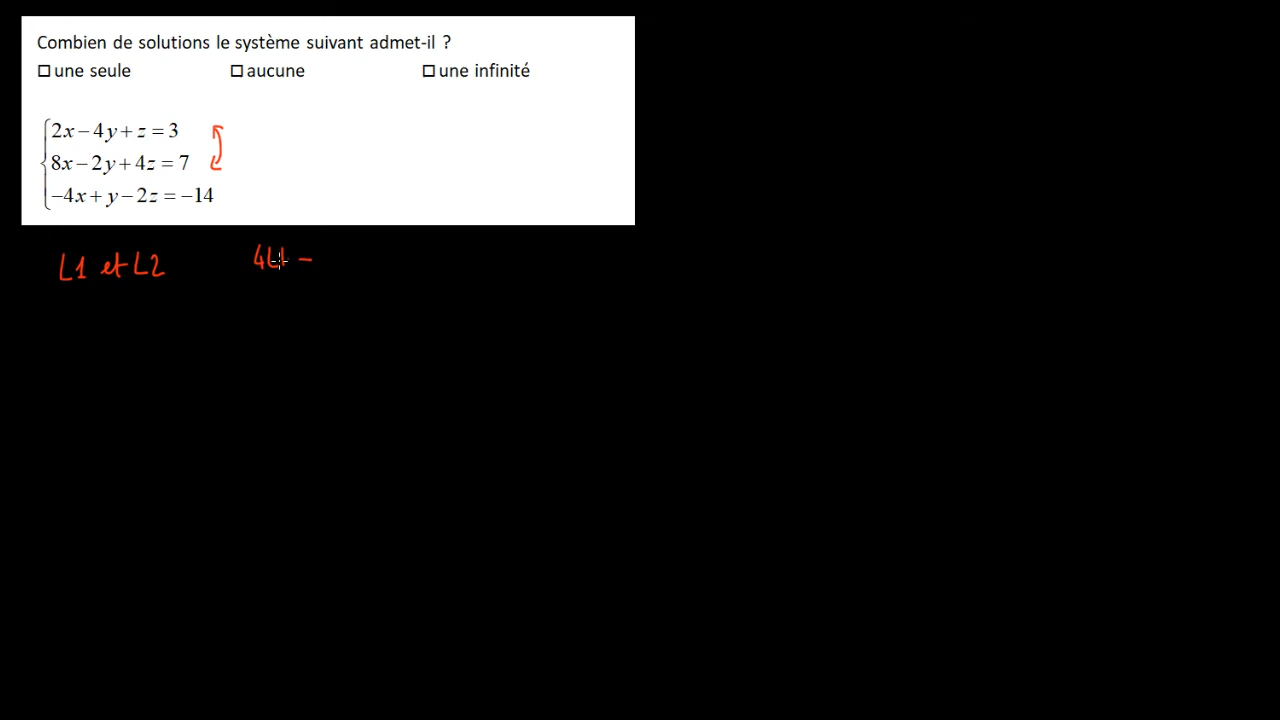 Combien de solutions le système suivant admet-il ?
□ une seule □ aucune □ une infinité
2x − 4y + z = 3
8x − 2y + 4z = 7
−4x + y − 2z = −14
L1 et L2 4L1 −